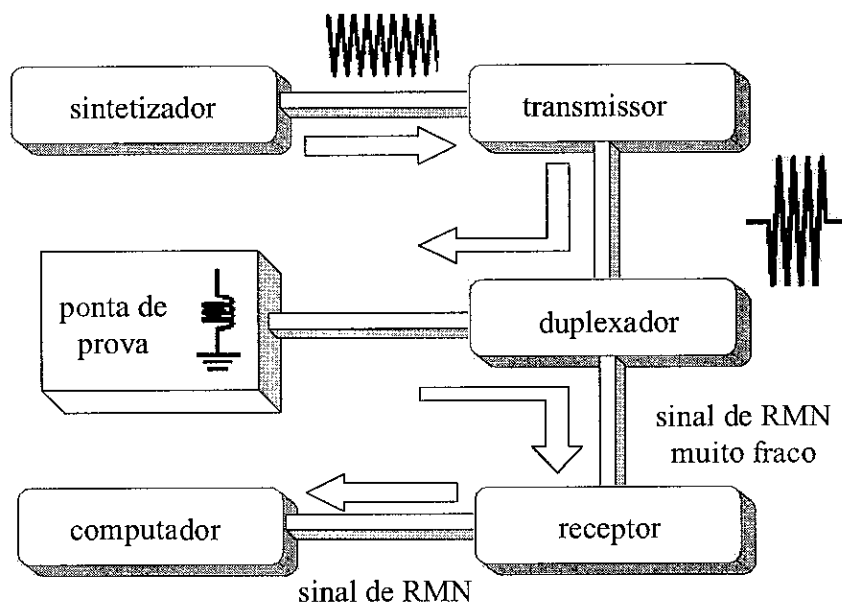 sintetizador
transmissor
ponta de
prova
duplexador
sinal de RMN
muito fraco
computador
receptor
sinal de RMN